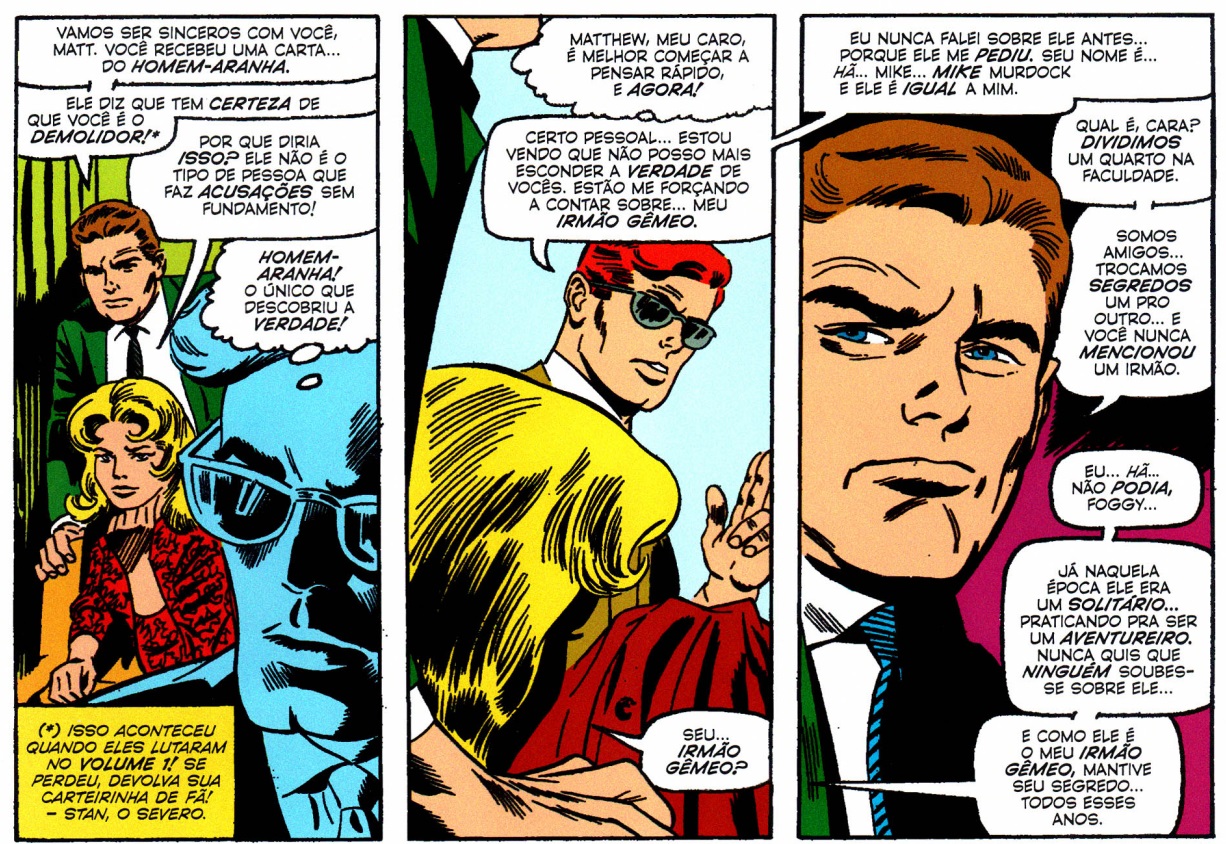 VAMOS SER SINCEROS COM VOCÊ,
MATT. VOCÊ RECEBEU UMA CARTA...
DO HOMEM-ARANHA.
ELE DIZ QUE TEM CERTEZA DE
QUE VOCÊ É O
DEMOLIDOR!*
POR QUE DIRIA
ISSO? ELE NÃO É O
TIPO DE PESSOA QUE
FAZ ACUSAÇÕES SEM
FUNDAMENTO!
HOMEM-
ARANHA!
O ÚNICO QUE
DESCOBRIU A
VERDADE!
(*) ISSO ACONTECEU
QUANDO ELES LUTARAM
NO VOLUME 1! SE
PERDEU, DEVOLVA SUA
CARTEIRINHA DE FÃ!
– STAN, O SEVERO.
MATTHEW, MEU CARO,
É MELHOR COMEÇAR A
PENSAR RÁPIDO,
E AGORA!
CERTO PESSOAL... ESTOU
VENDO QUE NÃO POSSO MAIS
ESCONDER A VERDADE DE
VOCÊS. ESTÃO ME FORÇANDO
A CONTAR SOBRE... MEU
IRMÃO GÊMEO.
SEU...
IRMÃO
GÊMEO?
EU NUNCA FALEI SOBRE ELE ANTES...
PORQUE ELE ME PEDIU. SEU NOME É...
HÃ... MIKE... MIKE MURDOCK
E ELE É IGUAL A MIM.
QUAL É, CARA?
DIVIDIMOS
UM QUARTO NA
FACULDADE.
SOMOS
AMIGOS...
TROCAMOS
SEGREDOS
UM PRO
OUTRO... E
VOCÊ NUNCA
MENCIONOU
UM IRMÃO.
EU... HÃ...
NÃO PODIA,
FOGGY...
JÁ NAQUELA
ÉPOCA ELE ERA
UM SOLITÁRIO...
PRATICANDO PRA SER
UM AVENTUREIRO.
NUNCA QUIS QUE
NINGUÉM SOUBES-
SE SOBRE ELE...
E COMO ELE É
O MEU IRMÃO
GÊMEO, MANTIVE
SEU SEGREDO...
TODOS ESSES
ANOS.